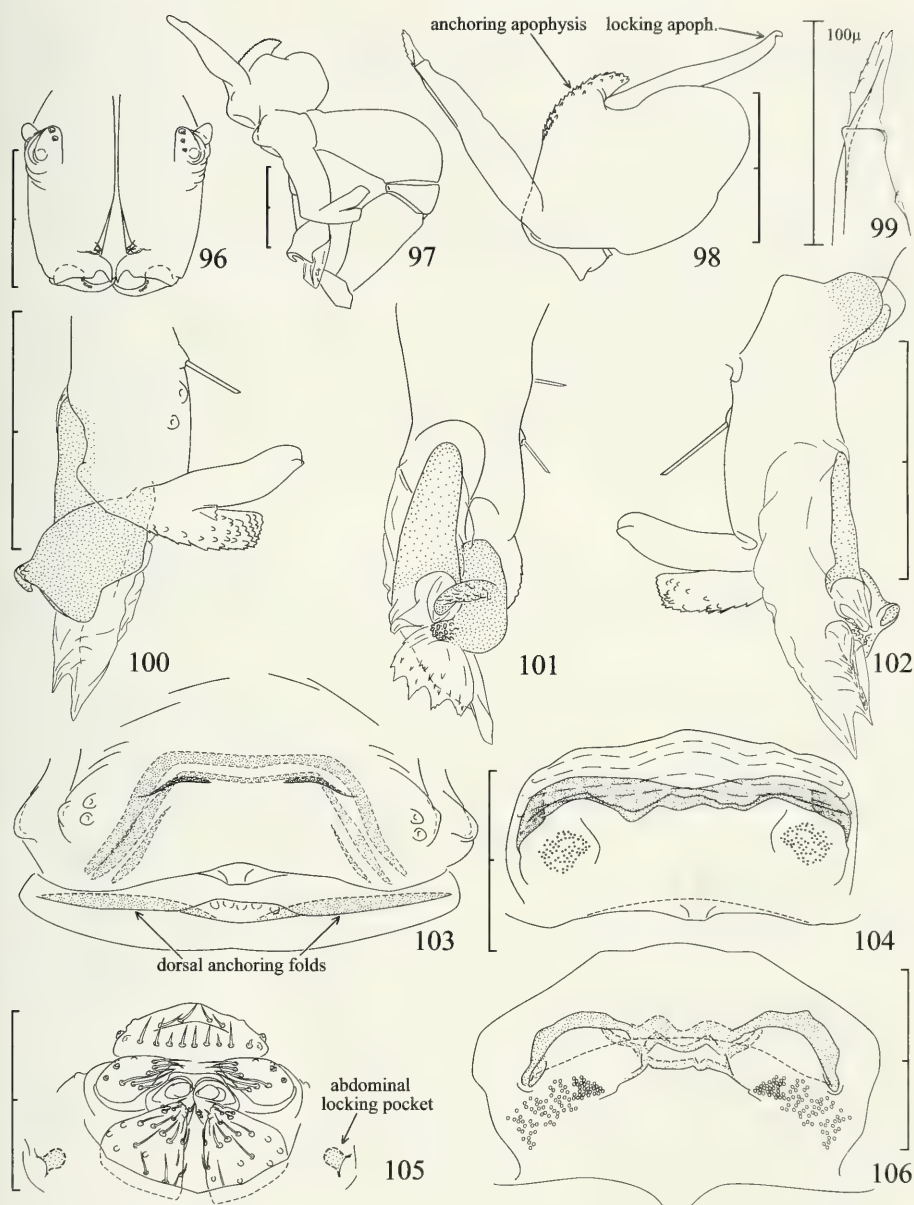 anchoring apophysis locking apoph.
100µ
96
97
98
99
100
101
102
103
dorsal anchoring folds
104
abdominal
locking pocket
105
106